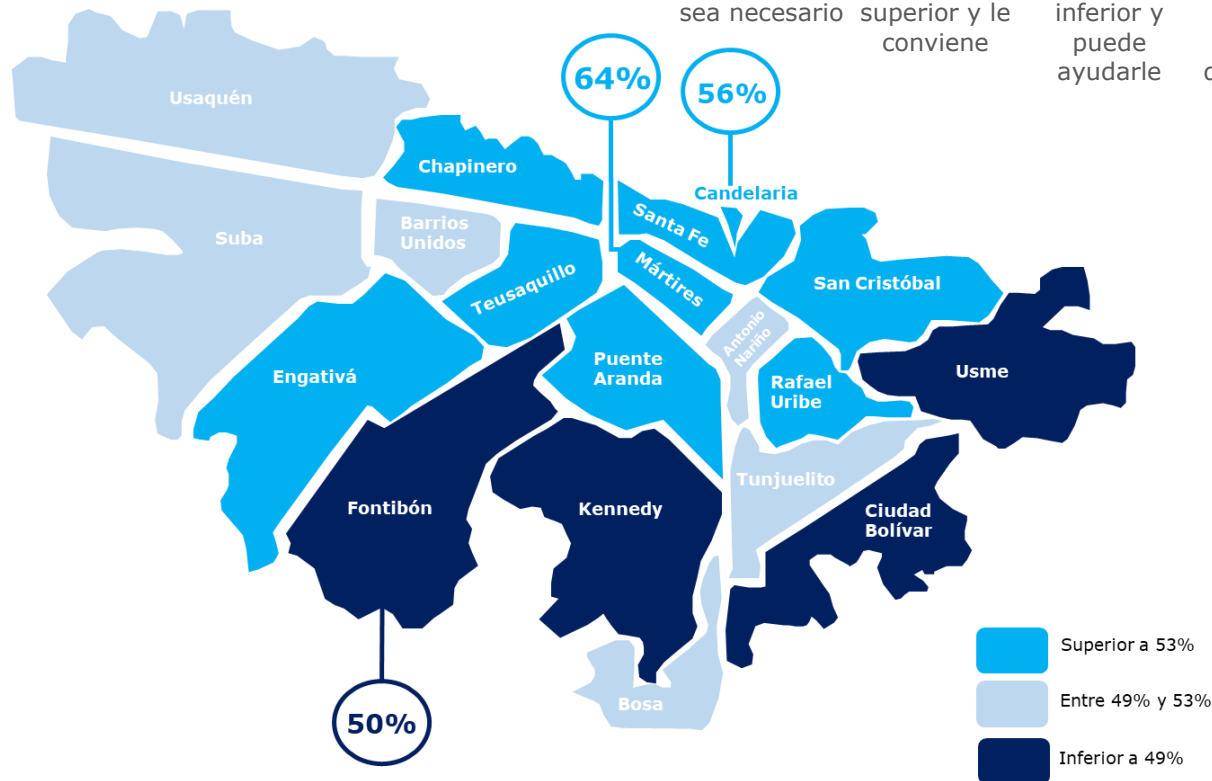 sea necesario superior y le inferior y
conviene puede
ayudarle
64%
56%
Usaquén
Chapinero
Candelaria
Santa Fe
Barrios
Unidos
Suba
Mártires
Teusaquillo
San Cristóbal
Antonio
Nariño
Puente
Aranda
Engativá
Rafael
Uribe
Usme
Tunjuelito
Fontibón
Kennedy
Ciudad
Bolívar
Bosa
50%
Superior a 53%
Entre 49% y 53%
Inferior a 49%